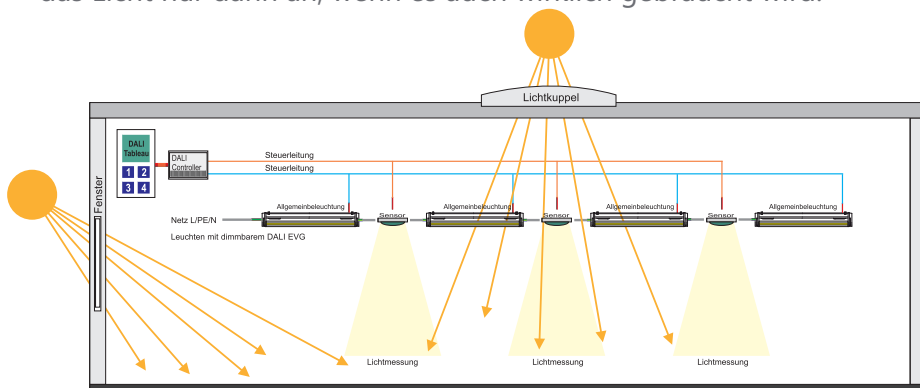 das Licht nur dann an, wenn es auch wirklich gebraucht wird.
Lichtkuppel
DALI
Tableau
1 2
3 4
DALI
Controller
Steuerleitung
Steuerleitung
Fenster
Netz L/PE/N
Allgemeinbeleuchtung
Sensor
Allgemeinbeleuchtung
Sensor
Allgemeinbeleuchtung
Sensor
Allgemeinbeleuchtung
Leuchten mit dimmbarem DALI EVG
Lichtmessung
Lichtmessung
Lichtmessung